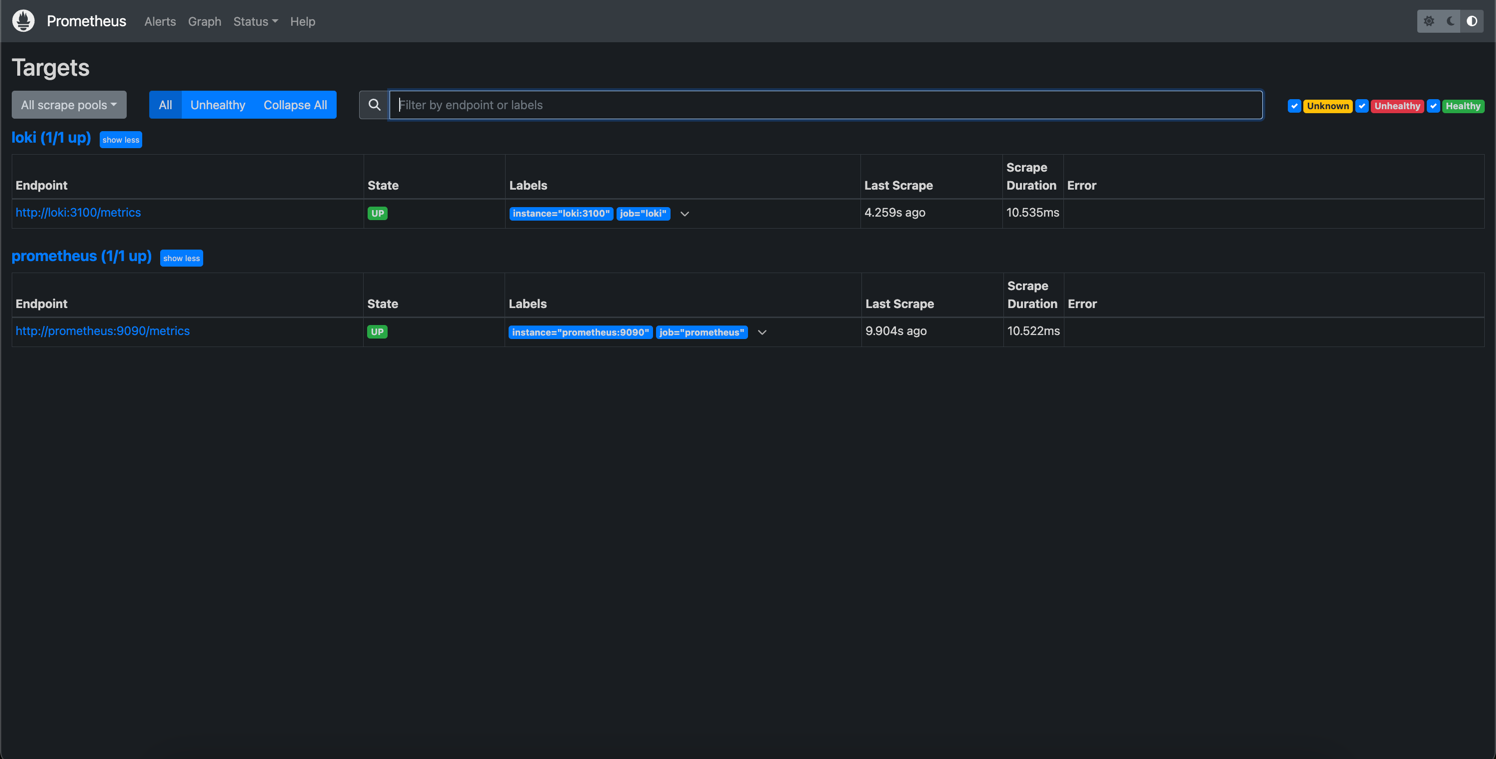 Prometheus Alerts Graph Status Help
Targets
All scrape pools All Unhealthy Collapse All Filter by endpoint or labels Unknown Unhealthy Healthy
loki (1/1 up) show less
Endpoint State Labels Last Scrape Scrape Duration Error
http://loki:3100/metrics UP instance="loki:3100" job="loki" 4.259s ago 10.535ms
prometheus (1/1 up) show less
Endpoint State Labels Last Scrape Scrape Duration Error
http://prometheus:9090/metrics UP instance="prometheus:9090" job="prometheus" 9.904s ago 10.522ms